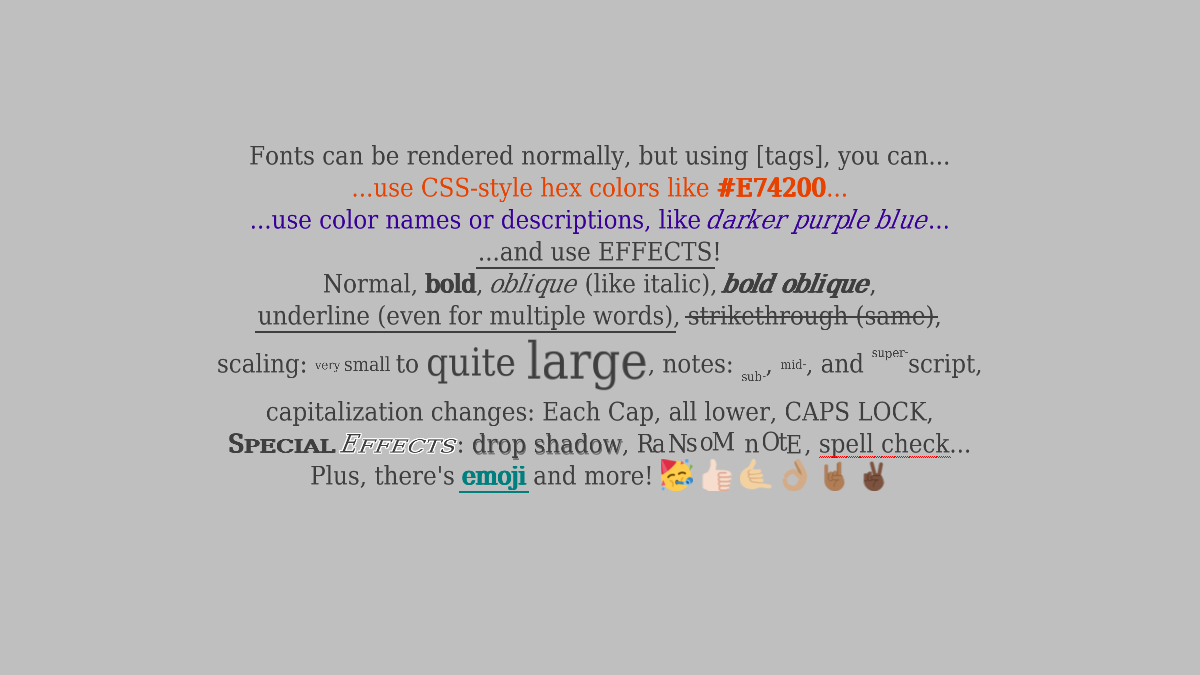 Fonts can be rendered normally, but using [tags], you can...
...use CSS-style hex colors like #E74200...
...use color names or descriptions, like darker purple blue...
...and use EFFECTS!
Normal, bold, oblique (like italic), bold oblique,
underline (even for multiple words), strikethrough (same),
scaling: very small to quite large, notes: sub-, mid-, and super-script,
capitalization changes: Each Cap, all lower, CAPS LOCK,
SPECIAL EFFECTS: drop shadow, RaNsoM nOtE, spell check...
Plus, there's emoji and more! 🥳👍🏻🤙🏼👌🏽🤘🏾✌🏿